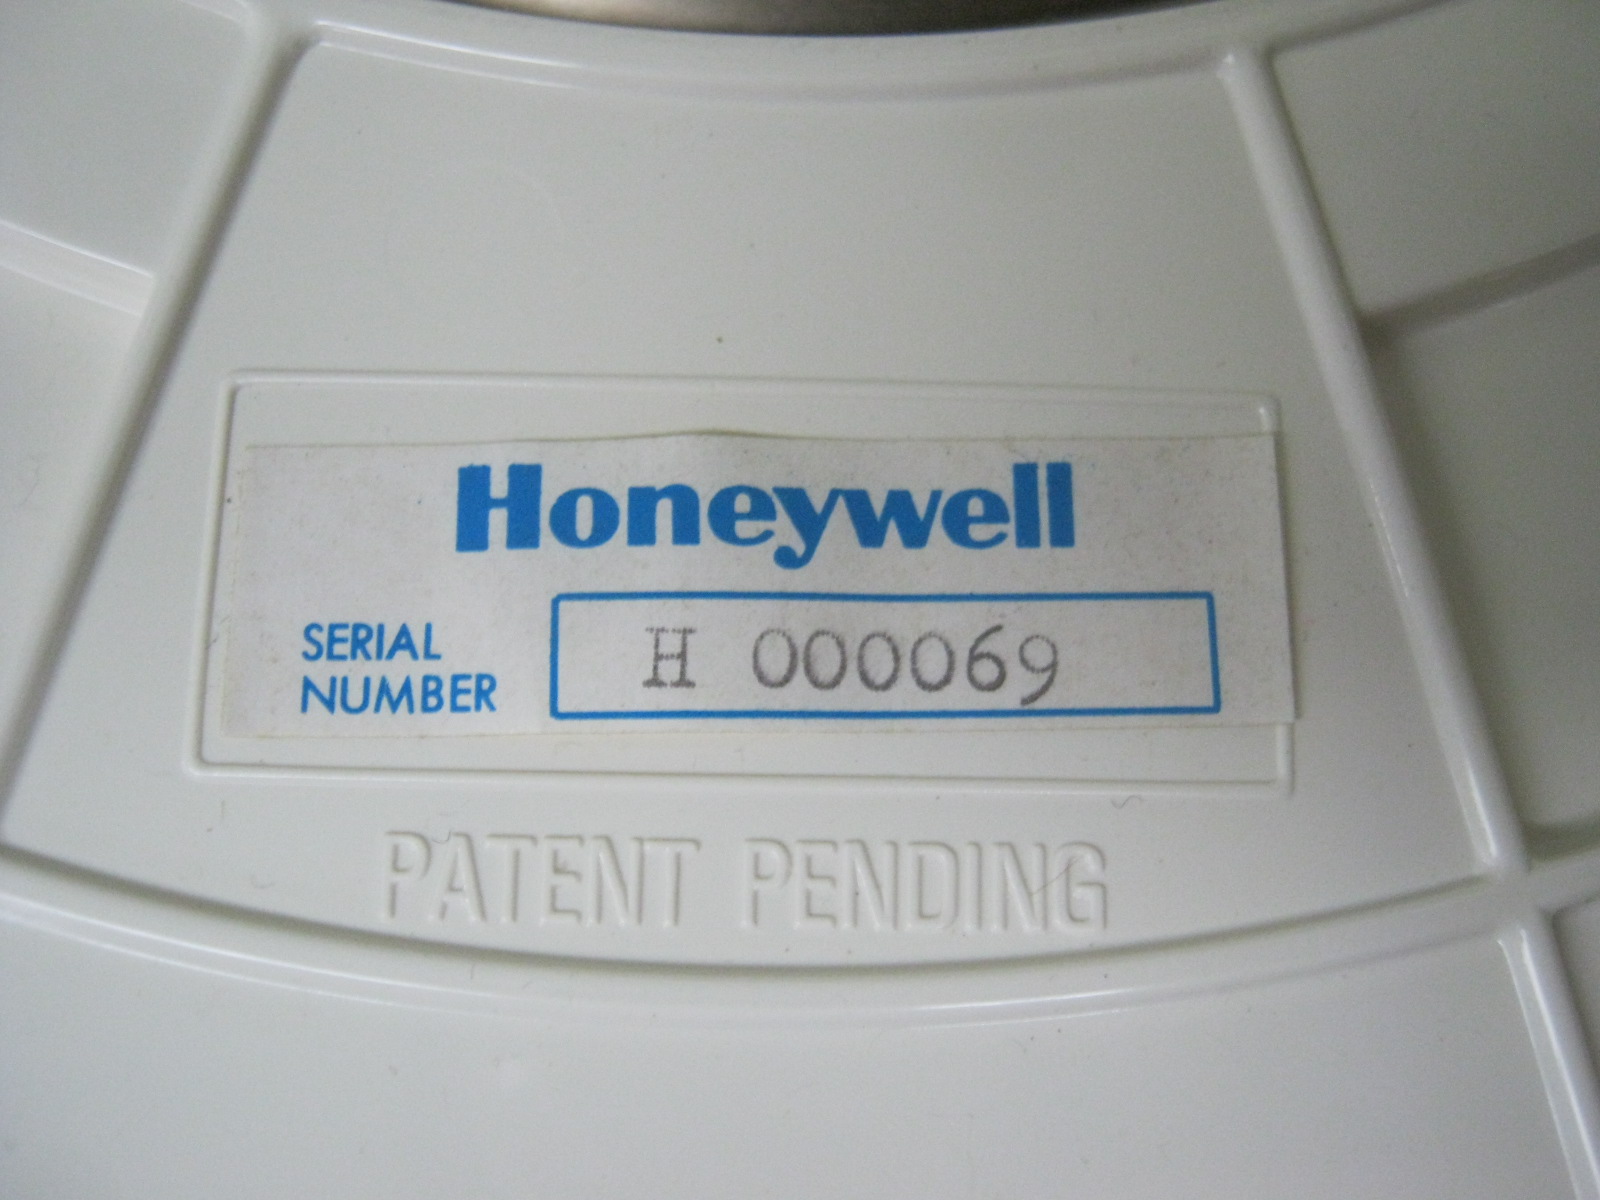 Honeywell
SERIAL
NUMBER
H 000069
PATENT PENDING